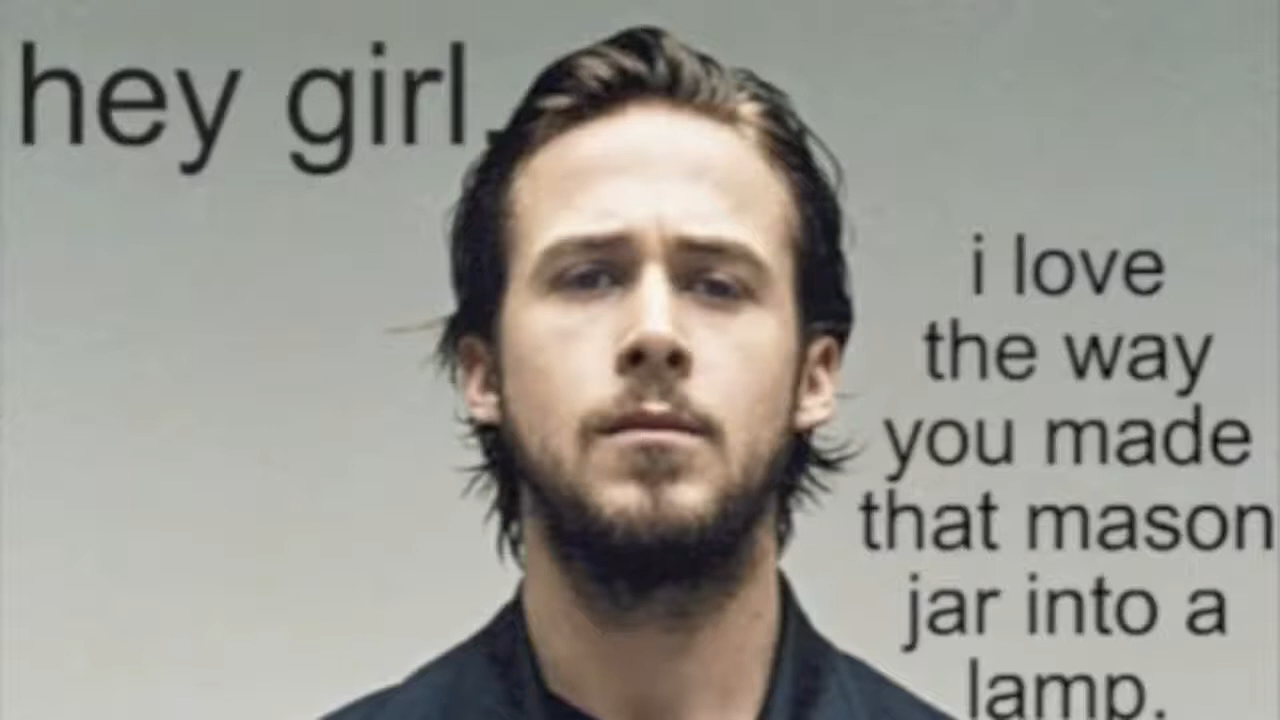 hey girl.
i love
the way
you made
that mason
jar into a
lamp.